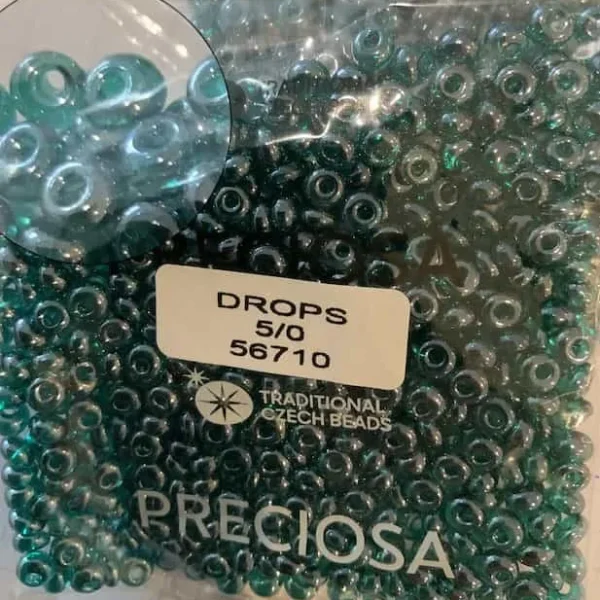 DROPS
5/0
56710
TRADITIONAL
CZECH BEADS
PRECIOSA